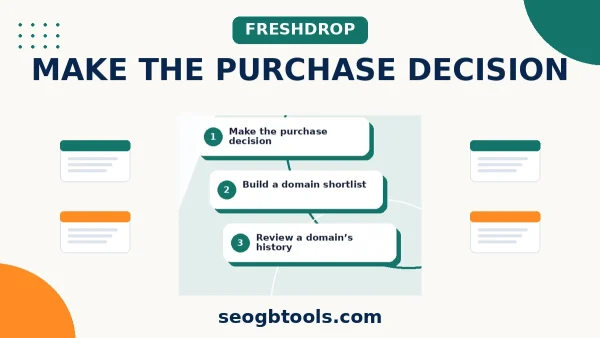 FRESHDROP
MAKE THE PURCHASE DECISION
1 Make the purchase
decision
2 Build a domain shortlist
3 Review a domain’s
history
seogbtools.com